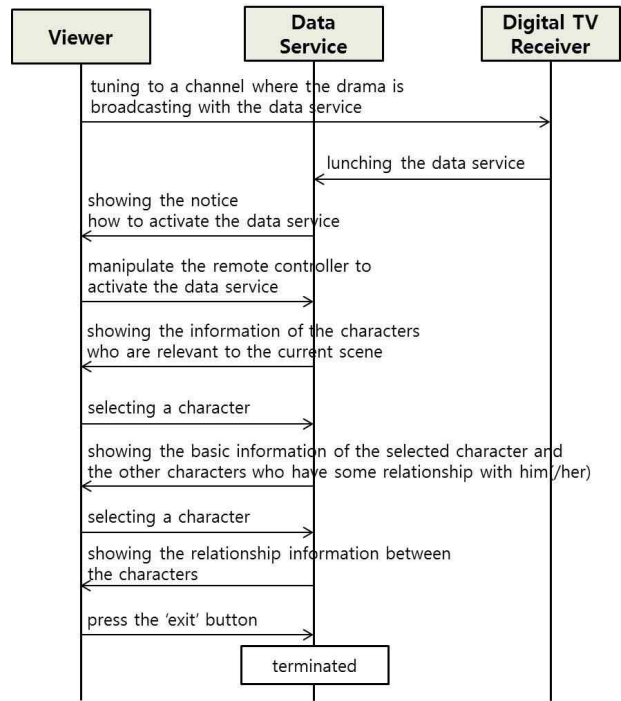 Viewer
Data
Service
Digital TV
Receiver
tuning to a channel where the drama is
broadcasting with the data service
lunching the data service
showing the notice
how to activate the data service
manipulate the remote controller to
activate the data service
showing the information of the characters
who are relevant to the current scene
selecting a character
showing the basic information of the selected character and
the other characters who have some relationship with him(/her)
selecting a character
showing the relationship information between
the characters
press the ‘exit’ button
terminated